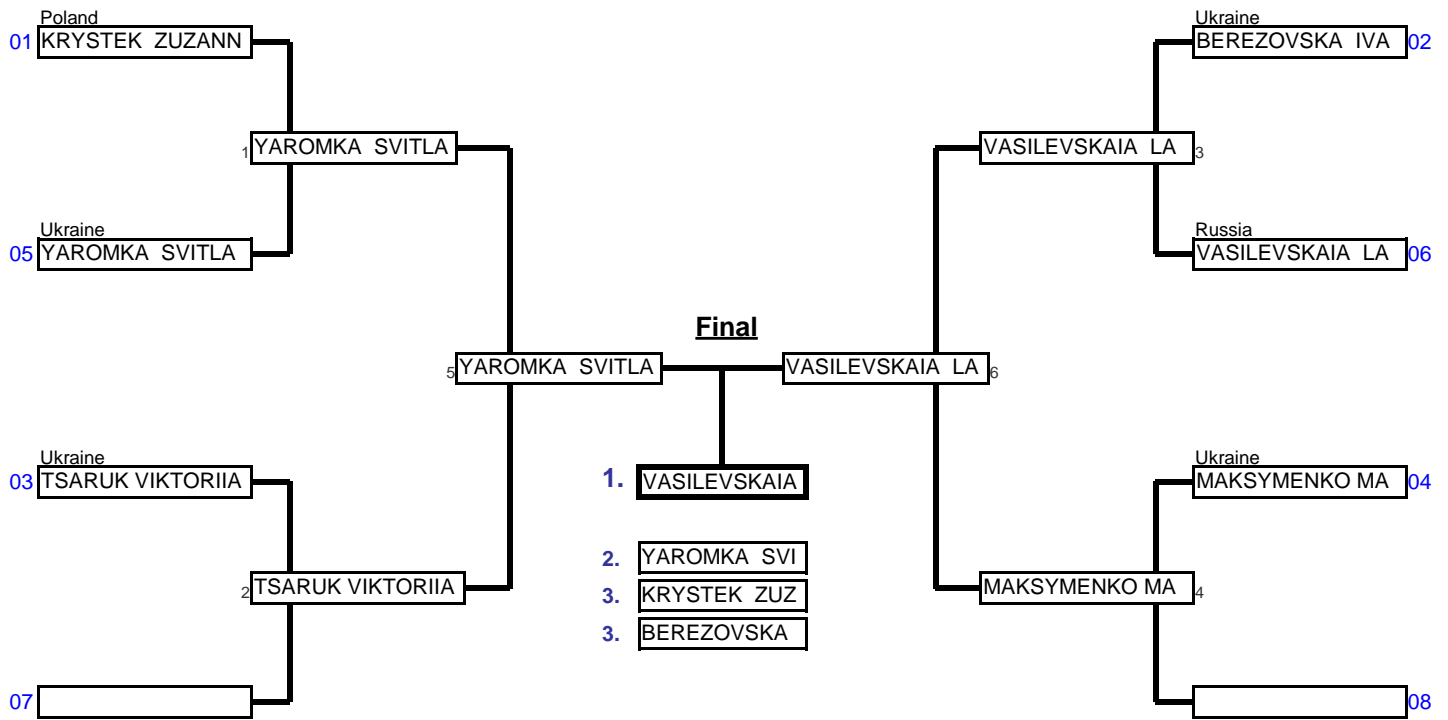 Poland
Ukraine
01 KRYSTEK ZUZANN
BEREZOVSKA IVA 02
1 YAROMKA SVITLA
VASILEVSKAIA LA 3
Ukraine
Russia
05 YAROMKA SVITLA
VASILEVSKAIA LA 06
Final
5 YAROMKA SVITLA
VASILEVSKAIA LA 6
Ukraine
Ukraine
03 TSARUK VIKTORIIA
1. VASILEVSKAIA
MAKSYMENKO MA 04
2. YAROMKA SVI
2 TSARUK VIKTORIIA
3. KRYSTEK ZUZ
MAKSYMENKO MA 4
3. BEREZOVSKA
07
08